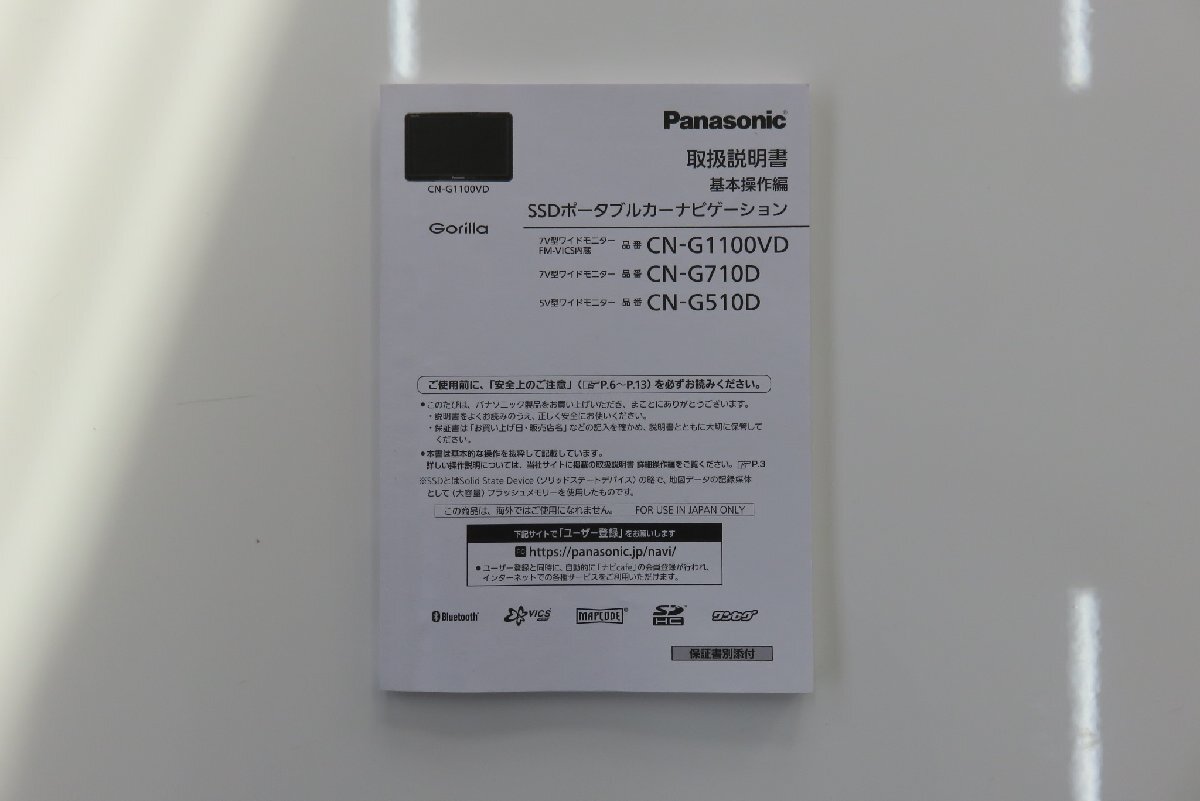 Panasonic
取扱説明書
基本操作編
SSDポータブルカーナビゲーション
CN-G1100VD
Gorilla
7V型ワイドモニター
FM-VICS内蔵
品番 CN-G1100VD
7V型ワイドモニター 品番 CN-G710D
5V型ワイドモニター 品番 CN-G510D
ご使用前に、「安全上のご注意」(☞P.6～P.13)を必ずお読みください。
●このたびは、パナソニック製品をお買い上げいただき、まことにありがとうございます。
・説明書をよくお読みのうえ、正しく安全にお使いください。
・保証書は「お買い上げ日・販売店名」などの記入を確かめ、説明書とともに大切に保管して
ください。
●本書は基本的な操作を抜粋して記載しています。
詳しい操作説明については、当社サイトに掲載の取扱説明書 詳細操作編をご覧ください。☞P.3
※SSDとはSolid State Device(ソリッドステートデバイス)の略で、地図データの記録媒体
として(大容量)フラッシュメモリーを使用したものです。
この商品は、海外ではご使用になれません。 FOR USE IN JAPAN ONLY
下記サイトで「ユーザー登録」をお願いします
https://panasonic.jp/navi/
●ユーザー登録と同時に、自動的に「ナビcafe」の会員登録が行われ、
インターネットでの各種サービスをご利用いただけます。
Bluetooth VICS MAPCODE SD HC ワンセグ
保証書別添付